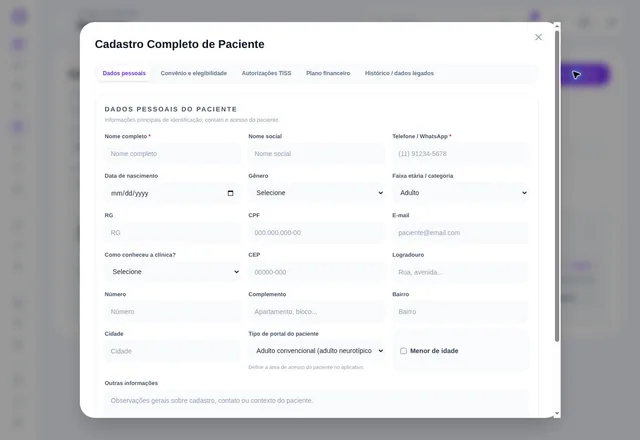 Cadastro Completo de Paciente
Dados pessoais
Convênio e elegibilidade
Autorizações TISS
Plano financeiro
Histórico / dados legados
DADOS PESSOAIS DO PACIENTE
Informações principais de identificação, contato e acesso do paciente.
Nome completo *
Nome social
Telefone / WhatsApp *
Nome completo
Nome social
(11) 91234-5678
Data de nascimento
Gênero
Faixa etária / categoria
mm/dd/yyyy
Selecione
Adulto
RG
CPF
E-mail
RG
000.000.000-00
paciente@email.com
Como conheceu a clínica?
CEP
Logradouro
Selecione
00000-000
Rua, avenida...
Número
Complemento
Bairro
Número
Apartamento, bloco...
Bairro
Cidade
Tipo de portal do paciente
Cidade
Adulto convencional (adulto neurotípico
Menor de idade
Define a área de acesso do paciente no aplicativo.
Outras informações
Observações gerais sobre cadastro, contato ou contexto do paciente.